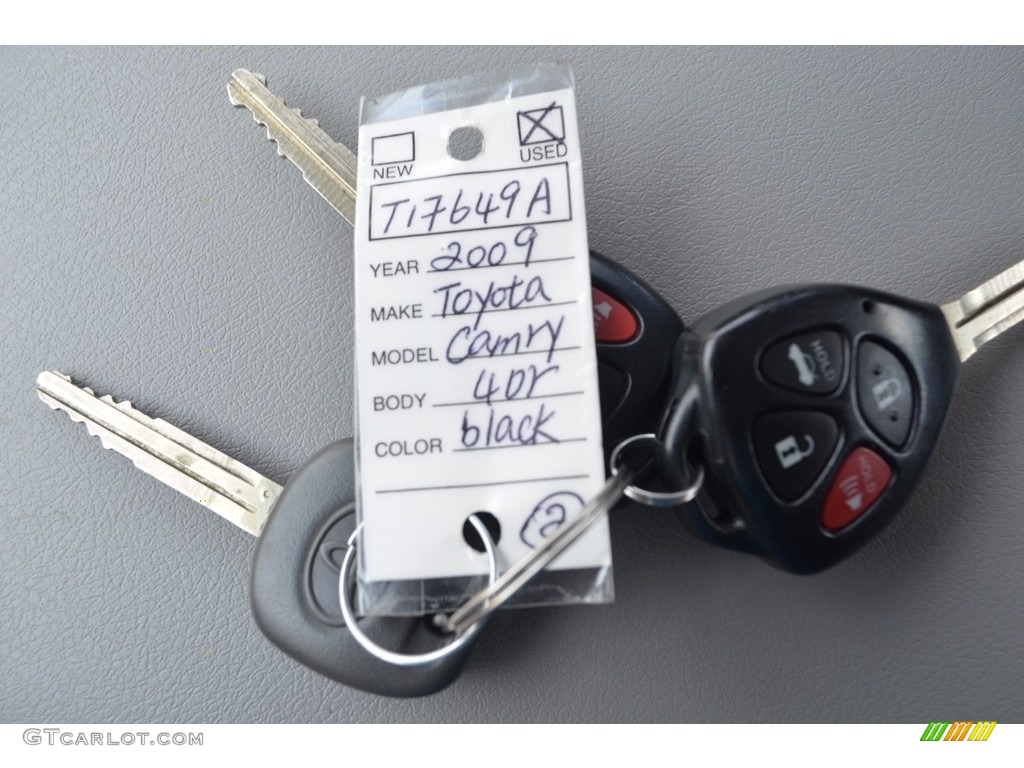 NEW USED
T17649A
YEAR 2009
MAKE Toyota
MODEL Camry
BODY 4DR
COLOR black
2
HOLD
HOLD
GTCARLOT.COM